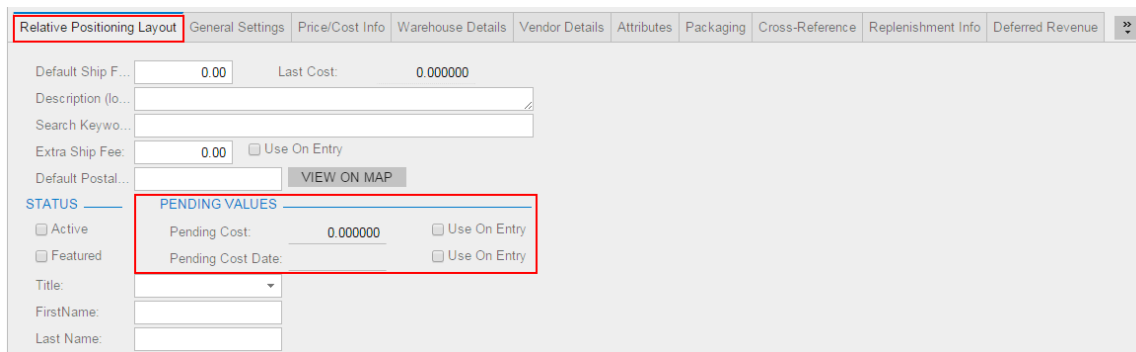 Relative Positioning Layout General Settings Price/Cost Info Warehouse Details Vendor Details Attributes Packaging Cross-Reference Replenishment Info Deferred Revenue
Default Ship F... 0.00 Last Cost: 0.000000
Description (lo...
Search Keywo...
Extra Ship Fee: 0.00 Use On Entry
Default Postal... VIEW ON MAP
STATUS PENDING VALUES
Active Pending Cost: 0.000000 Use On Entry
Featured Pending Cost Date: Use On Entry
Title:
FirstName:
Last Name: